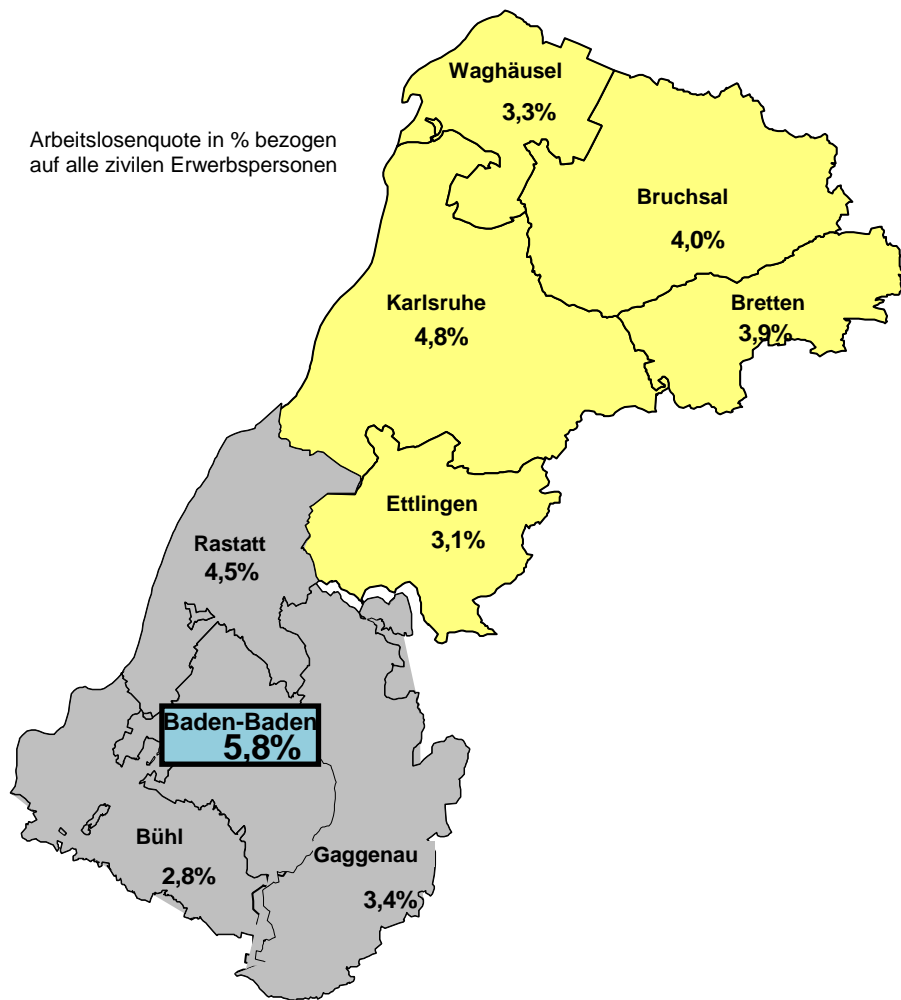 Waghäusel
3,3%
Arbeitslosenquote in % bezogen
auf alle zivilen Erwerbspersonen
Bruchsal
4,0%
Karlsruhe
4,8%
Bretten
3,9%
Ettlingen
3,1%
Rastatt
4,5%
Baden-Baden
5,8%
Bühl
2,8%
Gaggenau
3,4%